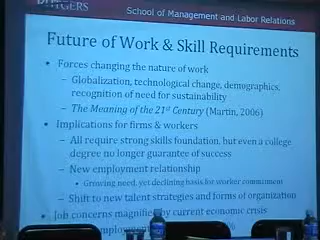 RUTGERS
School of Management and Labor Relations
Future of Work & Skill Requirements
• Forces changing the nature of work
– Globalization, technological change, demographics,
recognition of need for sustainability
– The Meaning of the 21st Century (Martin, 2006)
• Implications for firms & workers
– All require strong skills foundation, but even a college
degree no longer guarantee of success
– New employment relationship
• Growing need, yet declining basis for worker commitment
– Shift to new talent strategies and forms of organization
• Job concerns magnified by current economic crisis